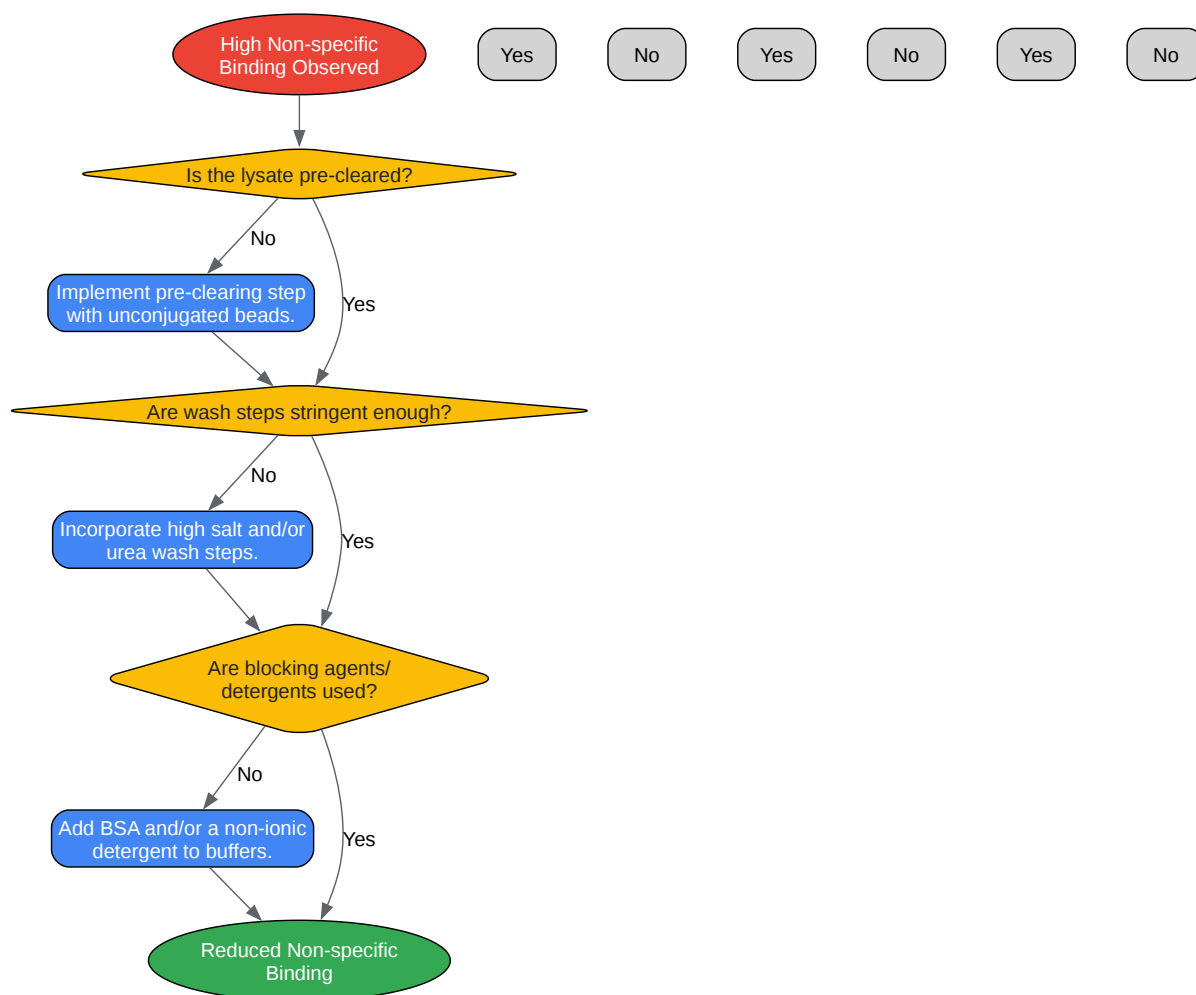 High Non-specific
Binding Observed
Yes
No
Yes
No
Yes
No
Is the lysate pre-cleared?
No
Implement pre-clearing step
with unconjugated beads.
Yes
Are wash steps stringent enough?
No
Incorporate high salt and/or
urea wash steps.
Yes
Are blocking agents/
detergents used?
No
Add BSA and/or a non-ionic
detergent to buffers.
Yes
Reduced Non-specific
Binding